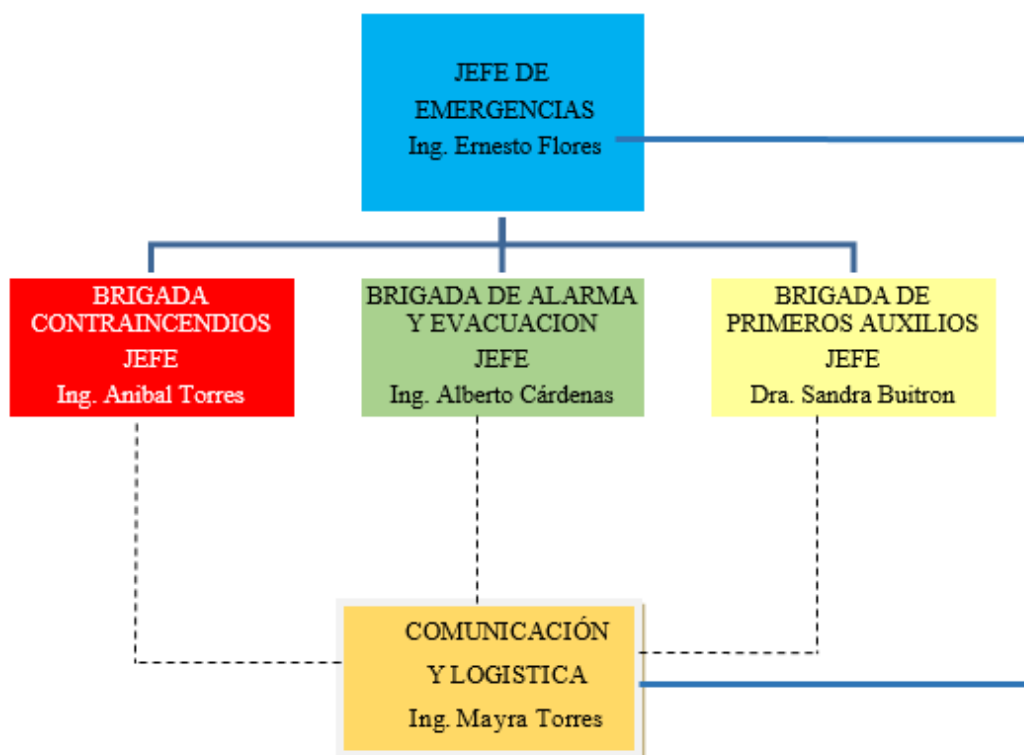 JEFE DE
EMERGENCIAS
Ing. Ernesto Flores
BRIGADA
CONTRAINCENDIOS
JEFE
Ing. Anibal Torres
BRIGADA DE ALARMA
Y EVACUACION
JEFE
Ing. Alberto Cárdenas
BRIGADA DE
PRIMEROS AUXILIOS
JEFE
Dra. Sandra Buitron
COMUNICACIÓN
Y LOGISTICA
Ing. Mayra Torres